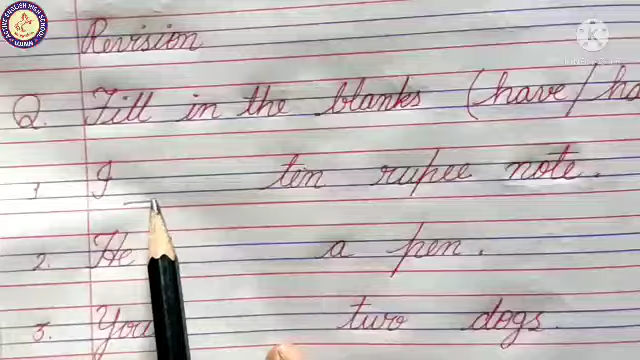 Revision
Q. Fill in the blanks (have/ha
1 I ten rupee note.
2. He a pen.
3. You two dogs.